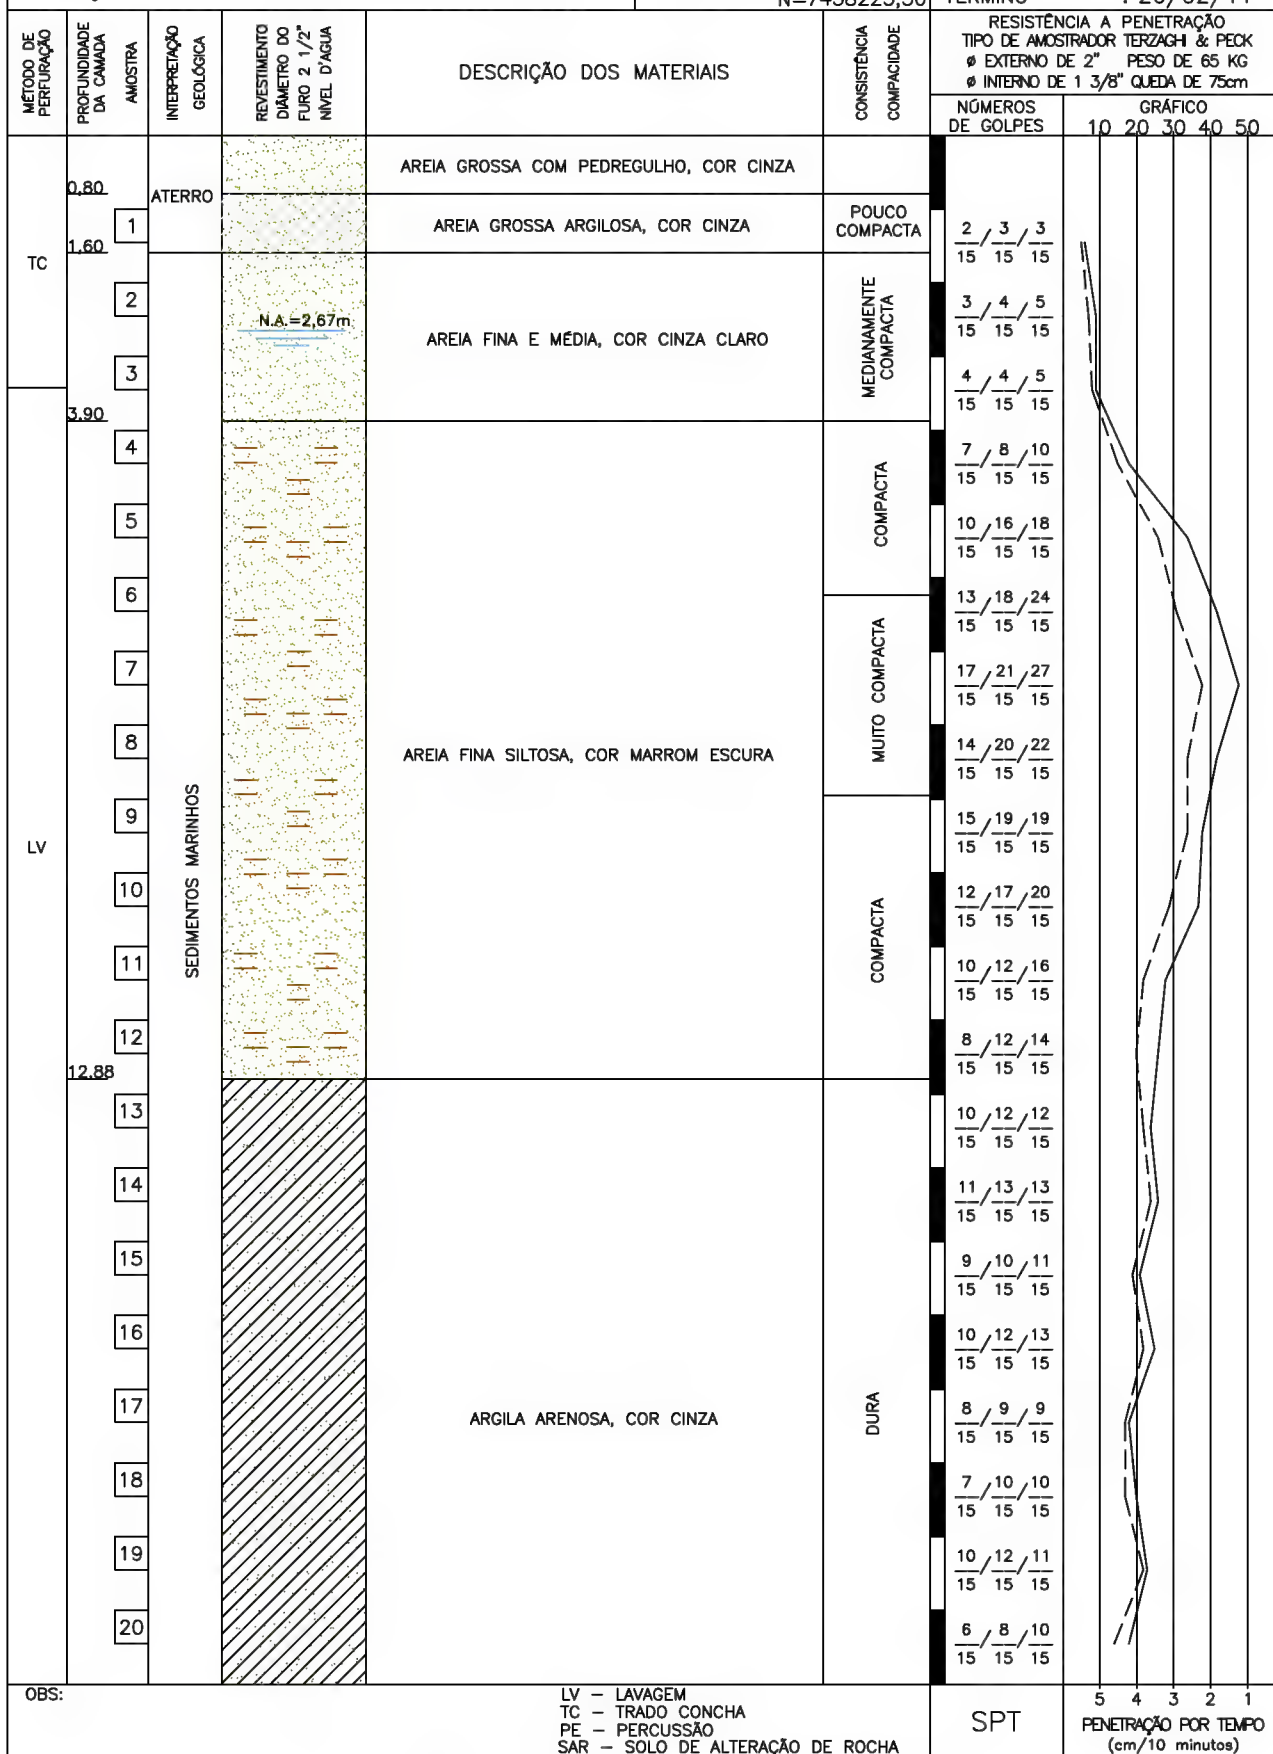 TÉRMINO
RESISTÊNCIA A PENETRAÇÃO
TIPO DE AMOSTRADOR TERZAGHI & PECK
ø EXTERNO DE 2" PESO DE 65 KG
ø INTERNO DE 1 3/8" QUEDA DE 75cm
MÉTODO DE PERFURAÇÃO
PROFUNDIDADE DA CAMADA
AMOSTRA
INTERPRETAÇÃO GEOLÓGICA
REVESTIMENTO
DIÂMETRO DO
FURO 2 1/2"
NÍVEL D'ÁGUA
DESCRIÇÃO DOS MATERIAIS
CONSISTÊNCIA
COMPACIDADE
NÚMEROS DE GOLPES
GRÁFICO
10 20 30 40 50
AREIA GROSSA COM PEDREGULHO, COR CINZA
0,80
ATERRO
1
AREIA GROSSA ARGILOSA, COR CINZA
POUCO COMPACTA
2/3/3
15 15 15
1,60
TC
2
N.A.=2,67m
AREIA FINA E MÉDIA, COR CINZA CLARO
MEDIANAMENTE COMPACTA
3/4/5
15 15 15
3
4/4/5
15 15 15
3,90
4
7/8/10
15 15 15
COMPACTA
5
10/16/18
15 15 15
6
13/18/24
15 15 15
MUITO COMPACTA
7
17/21/27
15 15 15
8
AREIA FINA SILTOSA, COR MARROM ESCURA
14/20/22
15 15 15
SEDIMENTOS MARINHOS
9
15/19/19
15 15 15
LV
10
12/17/20
15 15 15
COMPACTA
11
10/12/16
15 15 15
12
8/12/14
15 15 15
12,88
13
10/12/12
15 15 15
14
11/13/13
15 15 15
15
9/10/11
15 15 15
16
10/12/13
15 15 15
17
ARGILA ARENOSA, COR CINZA
DURA
8/9/9
15 15 15
18
7/10/10
15 15 15
19
10/12/11
15 15 15
20
6/8/10
15 15 15
OBS:
LV – LAVAGEM
TC – TRADO CONCHA
PE – PERCUSSÃO
SAR – SOLO DE ALTERAÇÃO DE ROCHA
SPT
5 4 3 2 1
PENETRAÇÃO POR TEMPO
(cm/10 minutos)